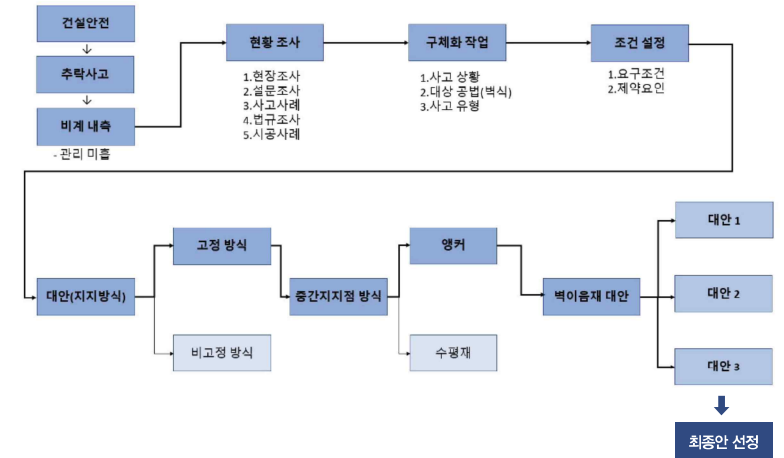 건설안전
추락사고
비계 내측
- 관리 미흡
현황 조사
1.현장조사
2.설문조사
3.사고사례
4.법규조사
5.시공사례
구체화 작업
1.사고 상황
2.대상 공법(벽식)
3.사고 유형
조건 설정
1.요구조건
2.제약요인
대안(지지방식)
고정 방식
비고정 방식
중간지지점 방식
앵커
수평재
벽이음재 대안
대안 1
대안 2
대안 3
최종안 선정